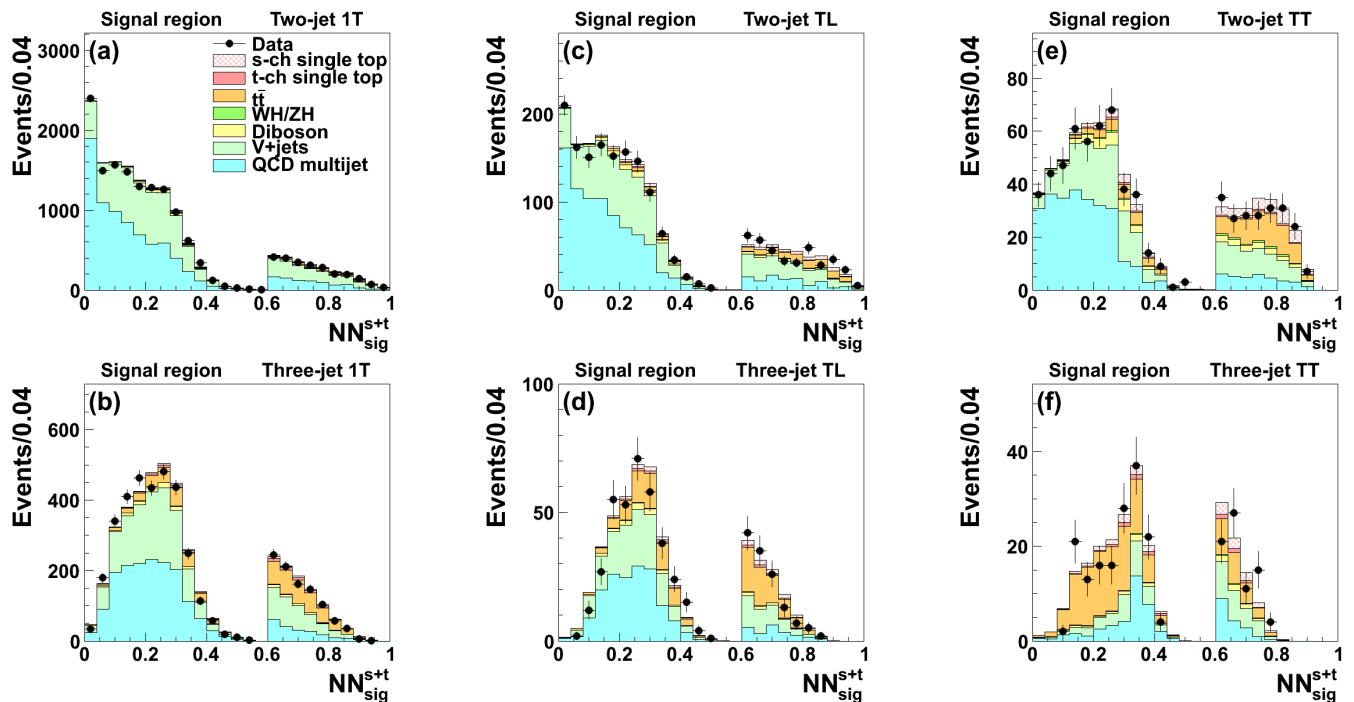 Signal region Two-jet 1T
(a)
Events/0.04
3000
2000
1000
0
Data
s-ch single top
t-ch single top
tt̄
WH/ZH
Diboson
V+jets
QCD multijet
0 0.2 0.4 0.6 0.8 1
NN s+t sig
Signal region Two-jet TL
(c)
Events/0.04
200
100
0
0 0.2 0.4 0.6 0.8 1
NN s+t sig
Signal region Two-jet TT
(e)
Events/0.04
80
60
40
20
0
0 0.2 0.4 0.6 0.8 1
NN s+t sig
Signal region Three-jet 1T
(b)
Events/0.04
600
400
200
0
0 0.2 0.4 0.6 0.8 1
NN s+t sig
Signal region Three-jet TL
(d)
Events/0.04
100
50
0
0 0.2 0.4 0.6 0.8 1
NN s+t sig
Signal region Three-jet TT
(f)
Events/0.04
40
20
0
0 0.2 0.4 0.6 0.8 1
NN s+t sig